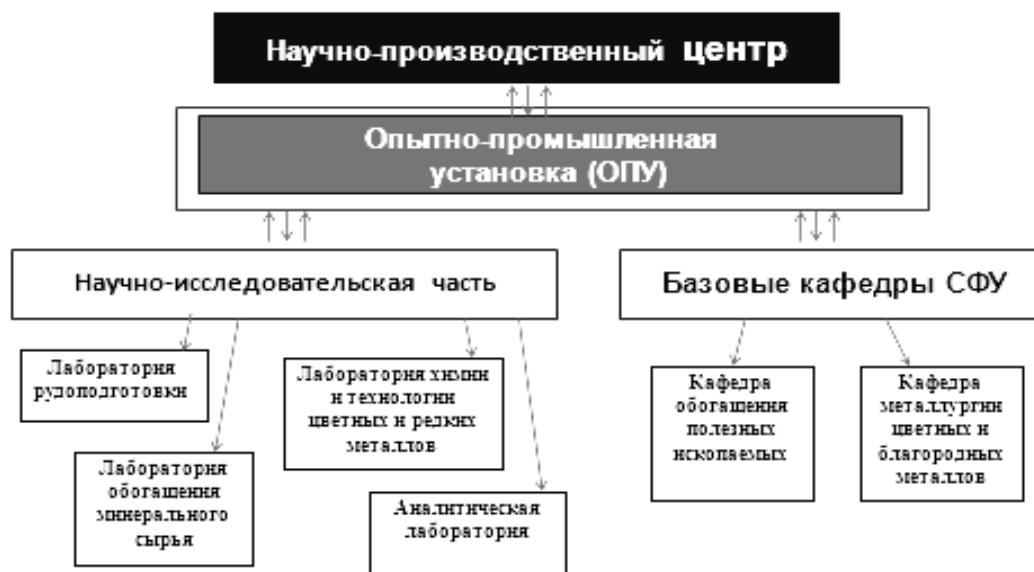 Научно-производственный центр
Опытно-промышленная
установка (ОПУ)
Научно-исследовательская часть
Базовые кафедры СФУ
Лаборатория
рудоподготовки
Лаборатория
обогащения
минерального
сырья
Лаборатория химии
и технологии
цветных и редких
металлов
Аналитическая
лаборатория
Кафедра
обогащения
полезных
ископаемых
Кафедра
металлургии
цветных и
благородных
металлов